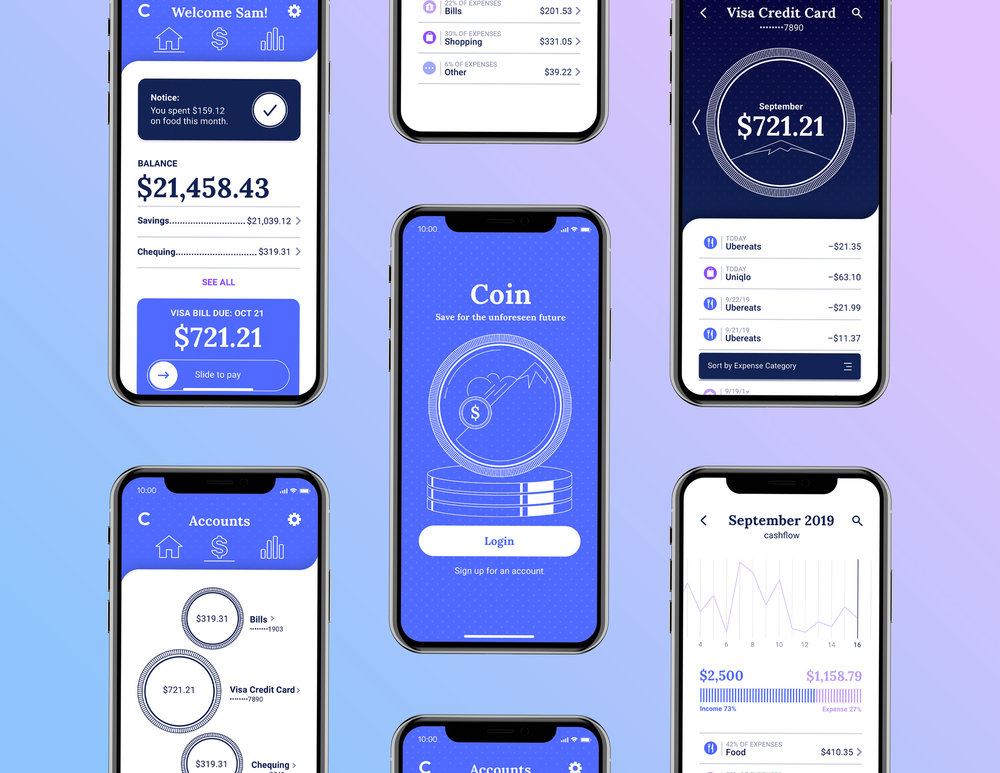 C Welcome Sam!
Notice:
You spent $159.12
on food this month.
BALANCE
$21,458.43
Savings............................$21,039.12 >
Chequing..............................$319.31 >
SEE ALL
VISA BILL DUE: OCT 21
$721.21
Slide to pay
10:00
C Accounts
$
$319.31
Bills >
········1903
$721.21
Visa Credit Card >
········7890
$319.31
Chequing >
22% OF EXPENSES
Bills $201.53 >
30% OF EXPENSES
Shopping $331.05 >
6% OF EXPENSES
Other $39.22 >
10:00
Coin
Save for the unforeseen future
$
Login
Sign up for an account
10:00
C Accounts
Visa Credit Card
········7890
September
$721.21
TODAY
Ubereats –$21.35
TODAY
Uniqlo –$63.10
9/22/19
Ubereats –$21.99
9/21/19
Ubereats –$11.37
Sort by Expense Category
September 2019
cashflow
4 6 8 10 12 14 16
$2,500 $1,158.79
Income 73% Expense 27%
42% OF EXPENSES
Food $410.35 >